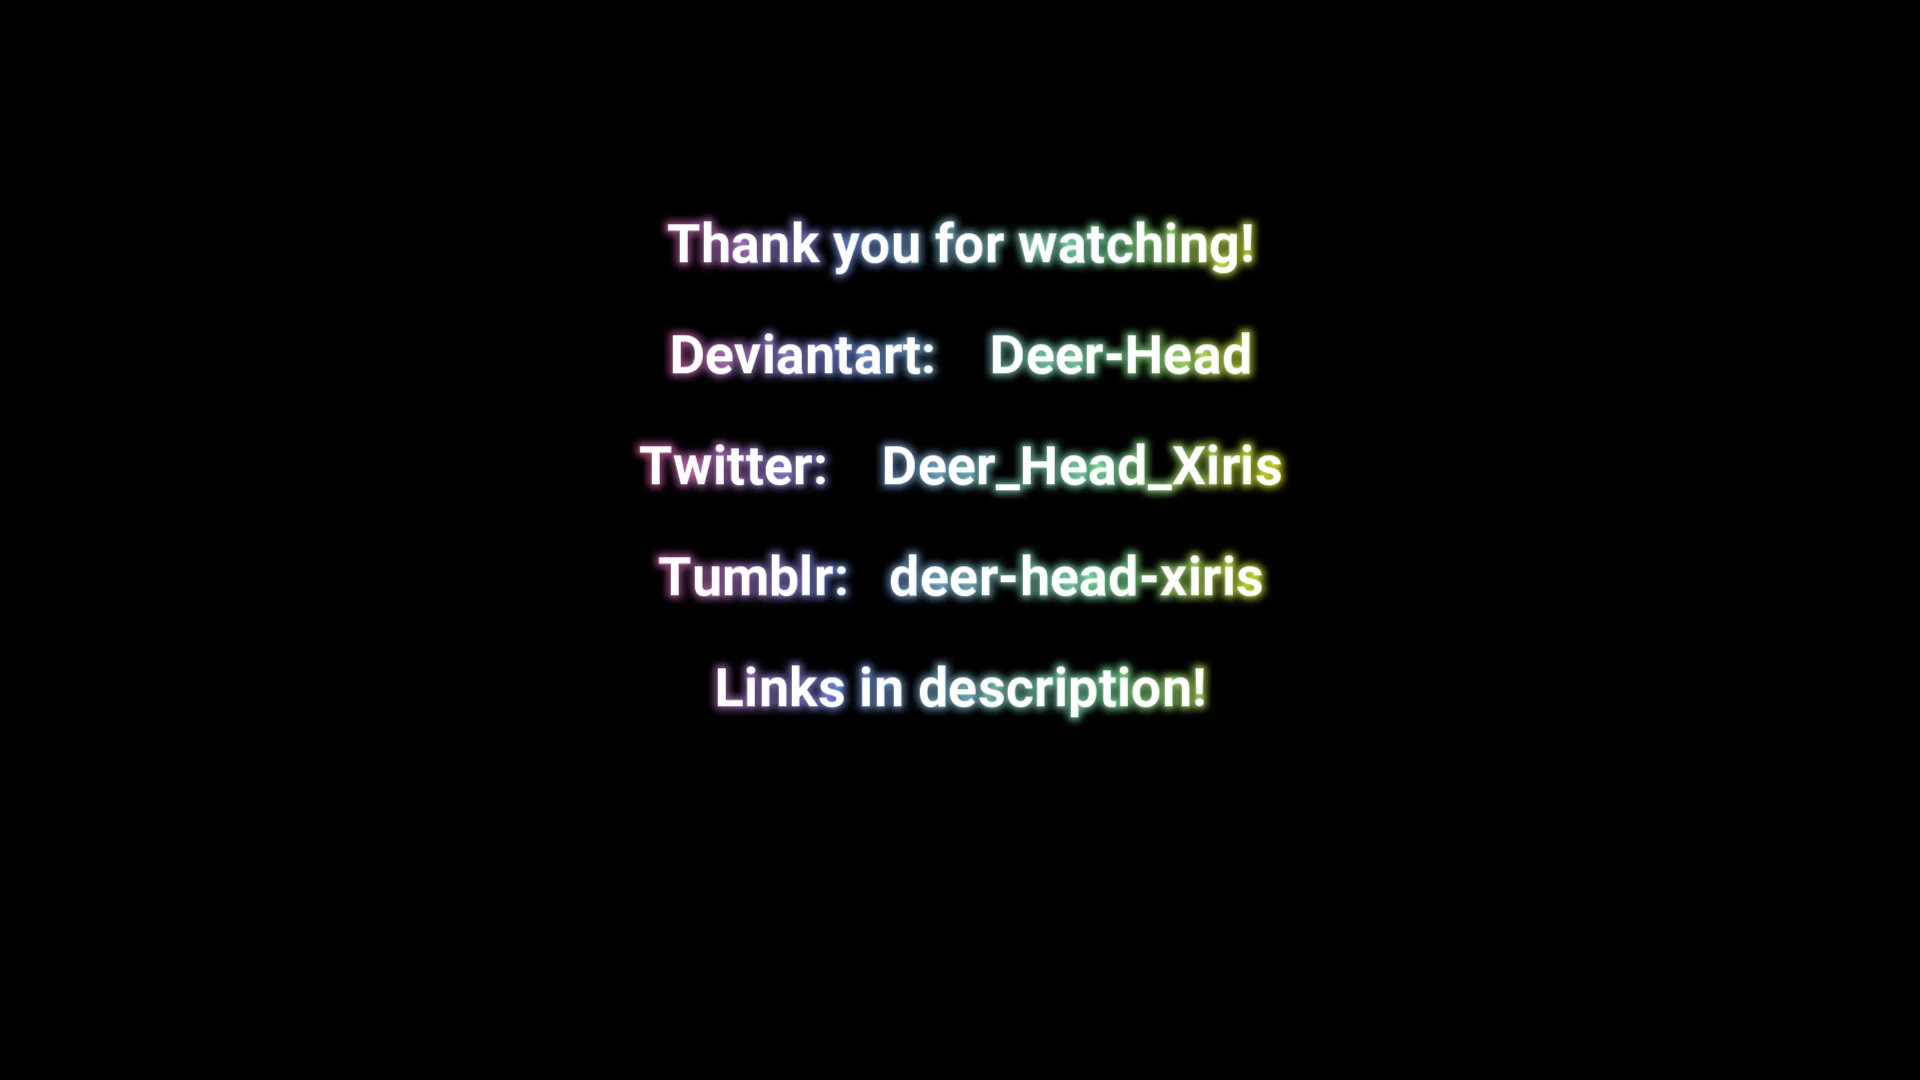 Thank you for watching!
Deviantart: Deer-Head
Twitter: Deer_Head_Xiris
Tumblr: deer-head-xiris
Links in description!